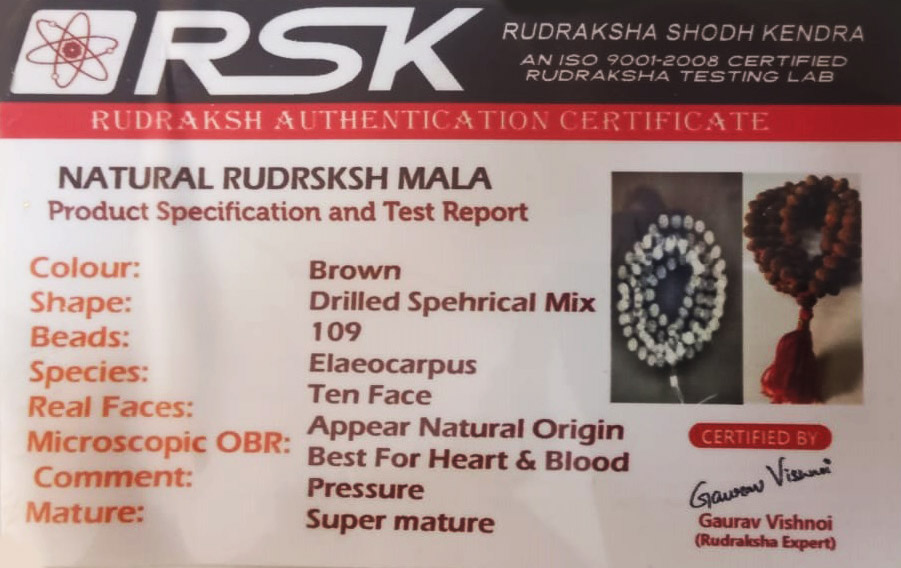 RSK
RUDRAKSHA SHODH KENDRA
AN ISO 9001-2008 CERTIFIED
RUDRAKSHA TESTING LAB
RUDRAKSH AUTHENTICATION CERTIFICATE
NATURAL RUDRSKSH MALA
Product Specification and Test Report
Colour: Brown
Shape: Drilled Spehrical Mix
Beads: 109
Species: Elaeocarpus
Real Faces: Ten Face
Microscopic OBR: Appear Natural Origin
Comment: Best For Heart & Blood
Pressure
Mature: Super mature
CERTIFIED BY
Gaurav Vishnoi
Gaurav Vishnoi
(Rudraksha Expert)